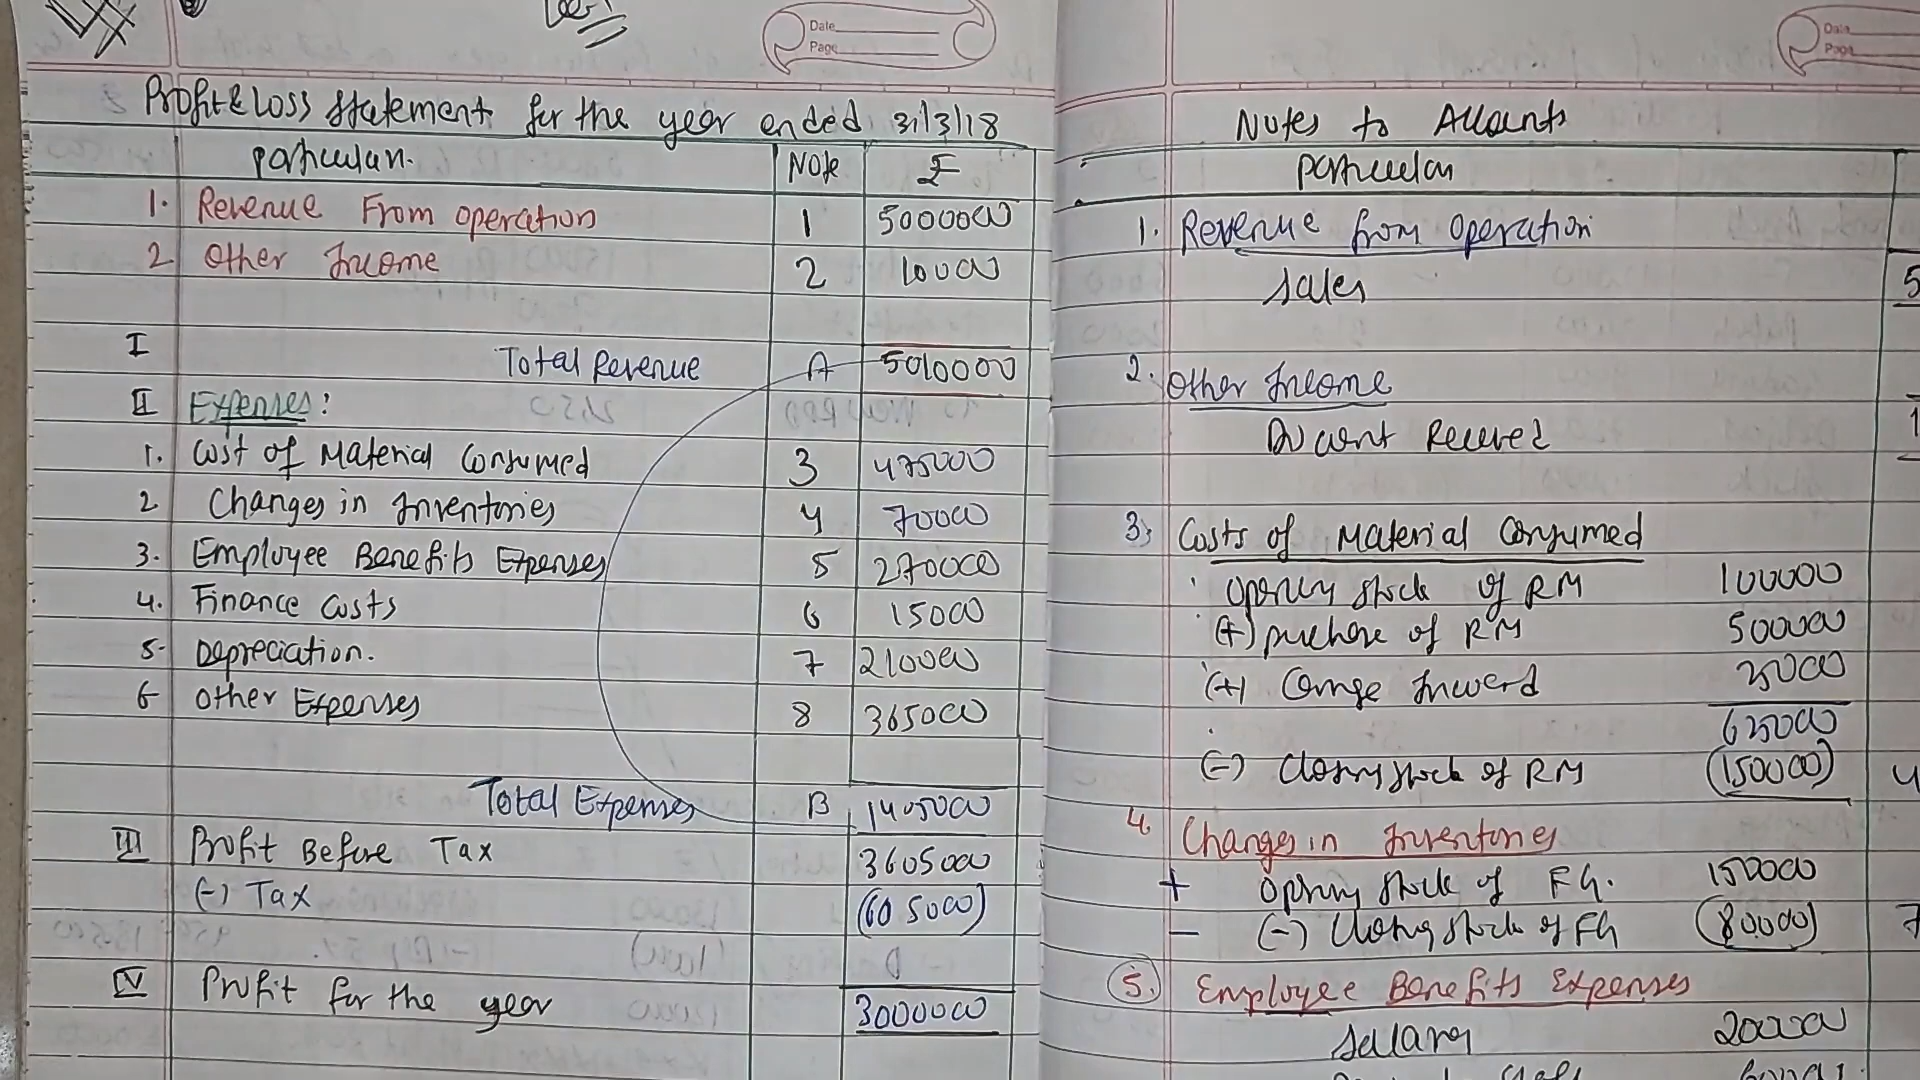 Date
Page
Profit & Loss Statement for the year ended 31/3/18
Particulars. Note ₹
1. Revenue From operation 1 5000000
2 Other Income 2 10000
I Total Revenue A 5010000
II Expenses:
1. Cost of Material Consumed 3 475000
2 Changes in Inventories 4 70000
3. Employee Benefits Expenses 5 270000
4. Finance Costs 6 15000
5- Depreciation. 7 210000
6 Other Expenses 8 365000
Total Expenses B 1405000
III Profit Before Tax 3605000
(-) Tax (605000)
IV Profit for the year 3000000
Date
Page
Notes to Accounts
Particulars
1. Revenue from Operation
Sales 5
2. Other Income
Discount Received 1
3. Costs of Material Consumed
Opening Stock of RM 100000
(+) purchase of RM 500000
(+) Carriage Inward 25000
625000
(-) Closing stock of RM (150000) 4
4. Changes in Inventories
+ Opening Stock of FG. 150000
- (-) Closing Stock of FG (80000) 7
5. Employee Benefits Expenses
Salary 200000